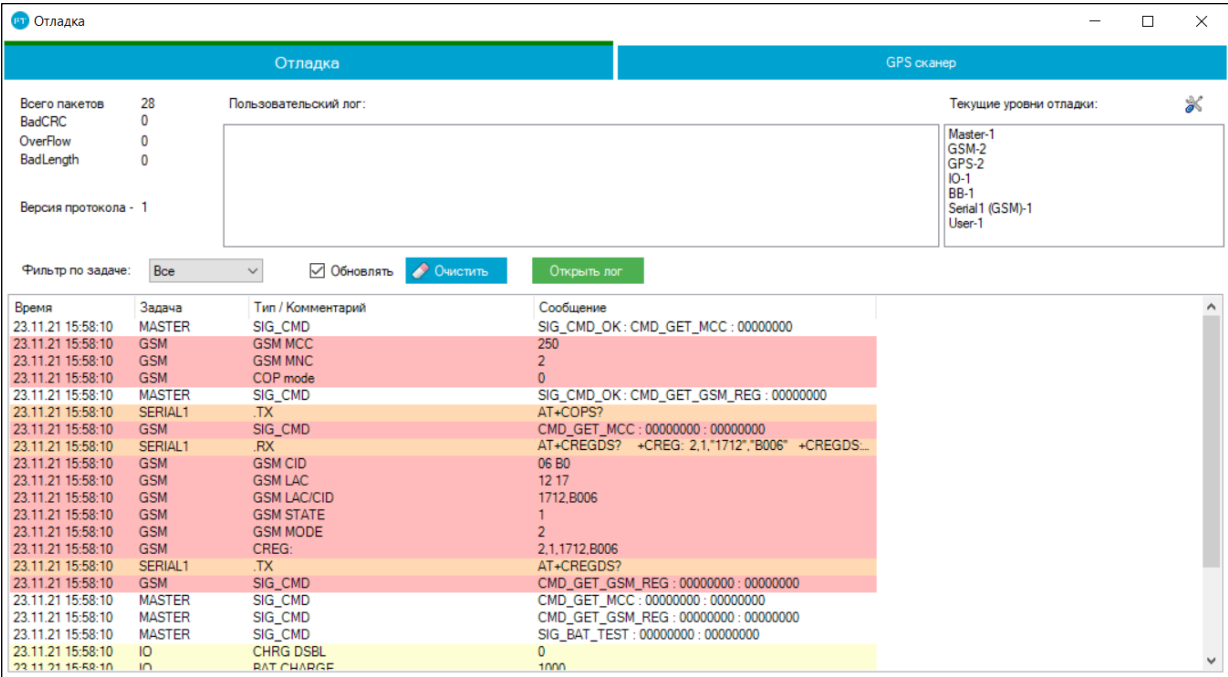 PT Отладка
Отладка GPS сканер
Всего пакетов 28 Пользовательский лог: Текущие уровни отладки:
BadCRC 0
OverFlow 0
BadLength 0
Версия протокола - 1
Master-1
GSM-2
GPS-2
IO-1
BB-1
Serial1 (GSM)-1
User-1
Фильтр по задаче: Все Обновлять Очистить Открыть лог
Время Задача Тип / Комментарий Сообщение
23.11.21 15:58:10 MASTER SIG_CMD SIG_CMD_OK : CMD_GET_MCC : 00000000
23.11.21 15:58:10 GSM GSM MCC 250
23.11.21 15:58:10 GSM GSM MNC 2
23.11.21 15:58:10 GSM COP mode 0
23.11.21 15:58:10 MASTER SIG_CMD SIG_CMD_OK : CMD_GET_GSM_REG : 00000000
23.11.21 15:58:10 SERIAL1 .TX AT+COPS?
23.11.21 15:58:10 GSM SIG_CMD CMD_GET_MCC : 00000000 : 00000000
23.11.21 15:58:10 SERIAL1 .RX AT+CREGDS? +CREG: 2,1,"1712","B006" +CREGDS:...
23.11.21 15:58:10 GSM GSM CID 06 B0
23.11.21 15:58:10 GSM GSM LAC 12 17
23.11.21 15:58:10 GSM GSM LAC/CID 1712,B006
23.11.21 15:58:10 GSM GSM STATE 1
23.11.21 15:58:10 GSM GSM MODE 2
23.11.21 15:58:10 GSM CREG: 2,1,1712,B006
23.11.21 15:58:10 SERIAL1 .TX AT+CREGDS?
23.11.21 15:58:10 GSM SIG_CMD CMD_GET_GSM_REG : 00000000 : 00000000
23.11.21 15:58:10 MASTER SIG_CMD CMD_GET_MCC : 00000000 : 00000000
23.11.21 15:58:10 MASTER SIG_CMD CMD_GET_GSM_REG : 00000000 : 00000000
23.11.21 15:58:10 MASTER SIG_CMD SIG_BAT_TEST : 00000000 : 00000000
23.11.21 15:58:10 IO CHRG DSBL 0
23.11.21 15:58:10 IO BAT CHARGE 1000